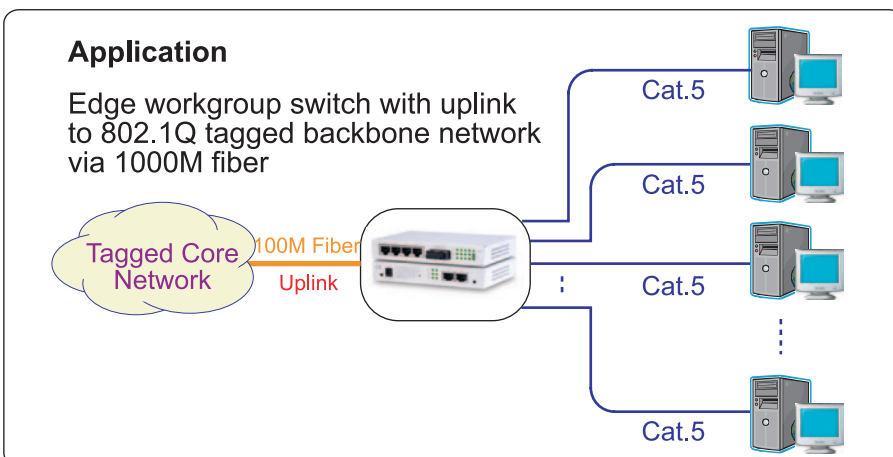 Application
Edge workgroup switch with uplink
to 802.1Q tagged backbone network
via 1000M fiber
Cat.5
Cat.5
Tagged Core
Network
100M Fiber
Uplink
Cat.5
Cat.5